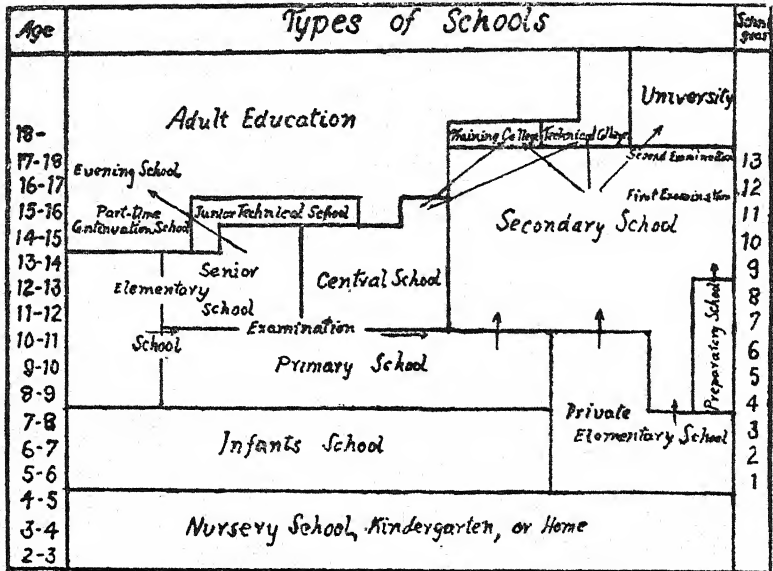 Age
Types of Schools
School years
University
Adult Education
18-
Training College
Technical College
17-18
Second Examination
13
Evening School
16-17
12
First Examination
15-16
Part-time
Junior Technical School
11
Continuation School
Secondary School
14-15
10
13-14
Senior
9
Elementary
Central School
12-13
8
School
11-12
7
Examination
10-11
School
6
Primary School
9-10
5
Preparatory School
8-9
4
Private
7-8
3
Elementary School
Infants School
6-7
2
5-6
1
4-5
Nursery School, Kindergarten, or Home
3-4
2-3